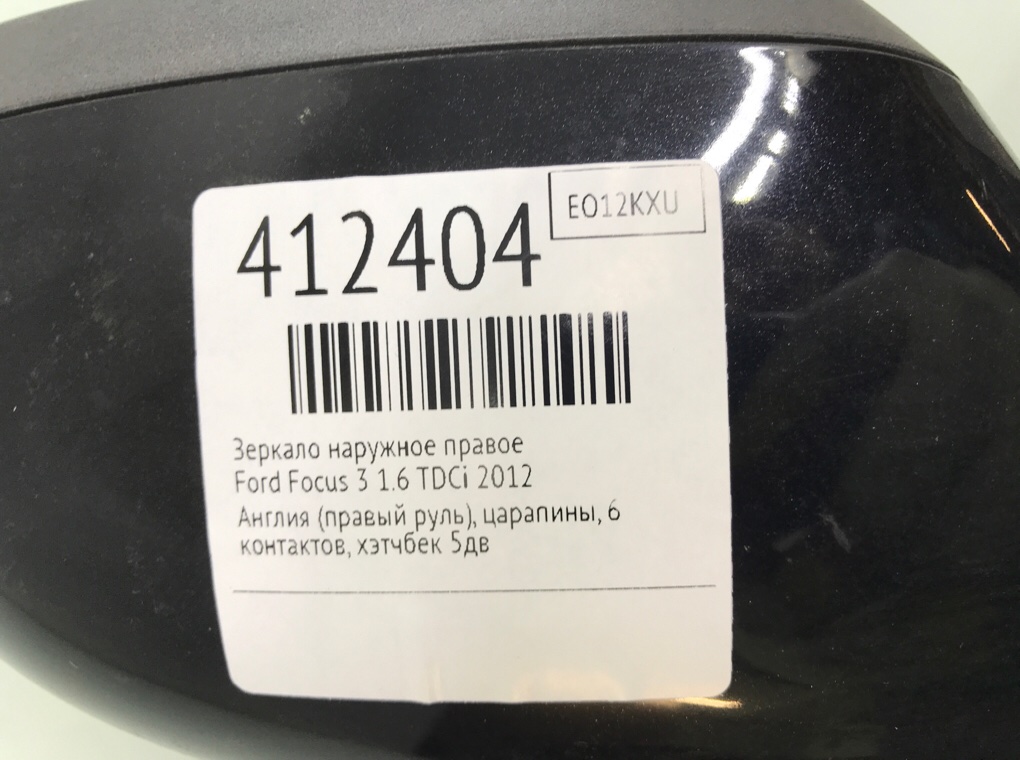 412404
EO12KXU
Зеркало наружное правое
Ford Focus 3 1.6 TDCi 2012
Англия (правый руль), царапины, 6
контактов, хэтчбек 5дв